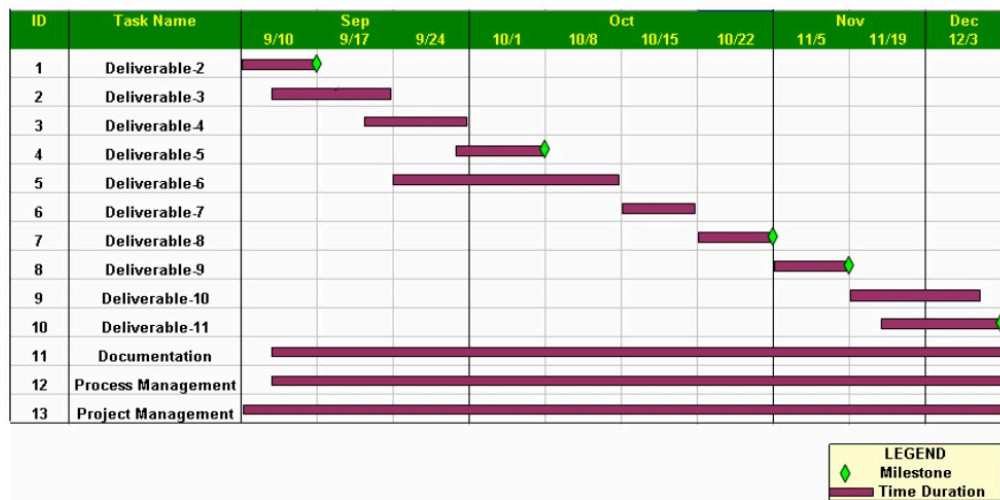 ID Task Name Sep Oct Nov Dec
9/10 9/17 9/24 10/1 10/8 10/15 10/22 11/5 11/19 12/3
1 Deliverable-2
2 Deliverable-3
3 Deliverable-4
4 Deliverable-5
5 Deliverable-6
6 Deliverable-7
7 Deliverable-8
8 Deliverable-9
9 Deliverable-10
10 Deliverable-11
11 Documentation
12 Process Management
13 Project Management
LEGEND
Milestone
Time Duration